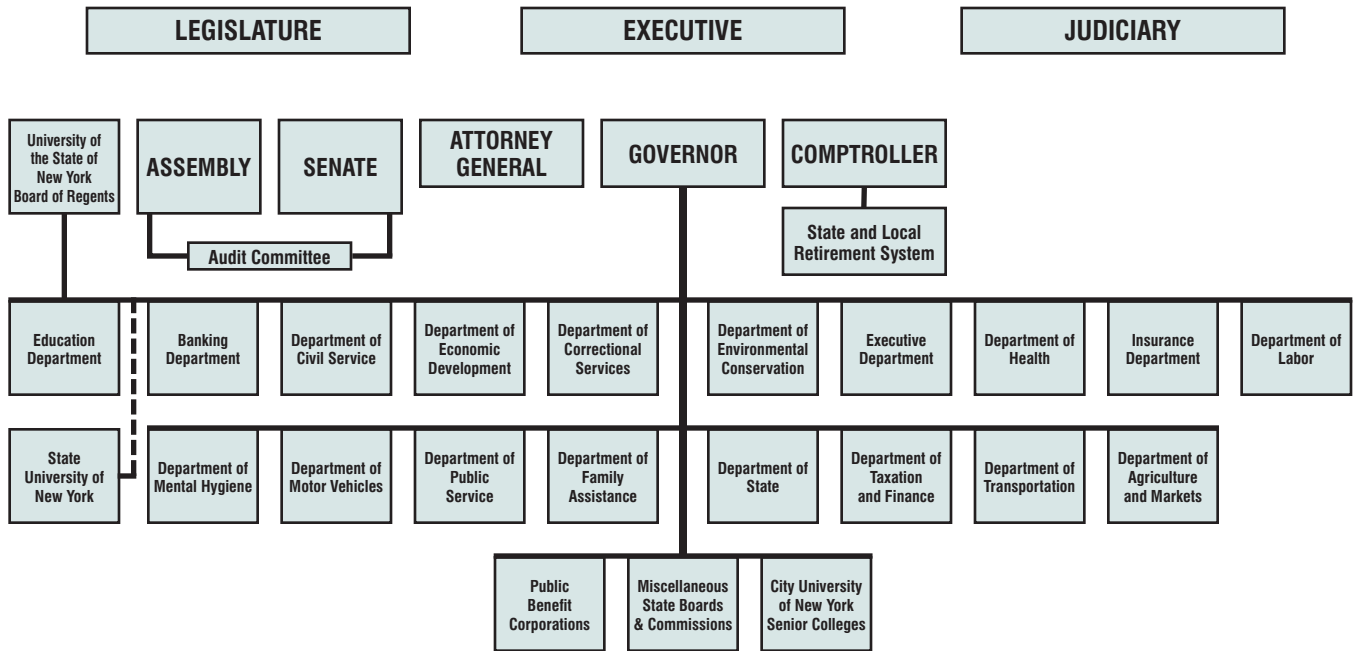 LEGISLATURE
EXECUTIVE
JUDICIARY
University of
the State of
New York
Board of Regents
ASSEMBLY
SENATE
ATTORNEY
GENERAL
GOVERNOR
COMPTROLLER
Audit Committee
State and Local
Retirement System
Education
Department
Banking
Department
Department of
Civil Service
Department of
Economic
Development
Department of
Correctional
Services
Department of
Environmental
Conservation
Executive
Department
Department of
Health
Insurance
Department
Department of
Labor
State
University of
New York
Department of
Mental Hygiene
Department of
Motor Vehicles
Department of
Public
Service
Department of
Family
Assistance
Department of
State
Department of
Taxation
and Finance
Department of
Transportation
Department of
Agriculture
and Markets
Public
Benefit
Corporations
Miscellaneous
State Boards
& Commissions
City University
of New York
Senior Colleges